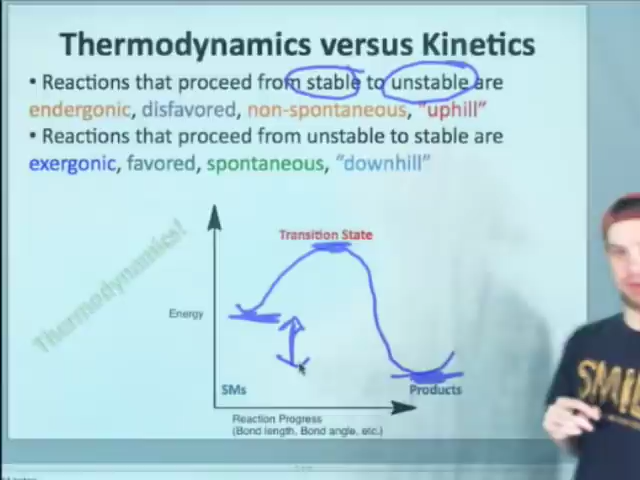 Thermodynamics versus Kinetics
• Reactions that proceed from stable to unstable are
endergonic, disfavored, non-spontaneous, "uphill"
• Reactions that proceed from unstable to stable are
exergonic, favored, spontaneous, "downhill"
Thermodynamics!
Transition State
Energy
SMs
Products
Reaction Progress
(Bond length, Bond angle, etc.)